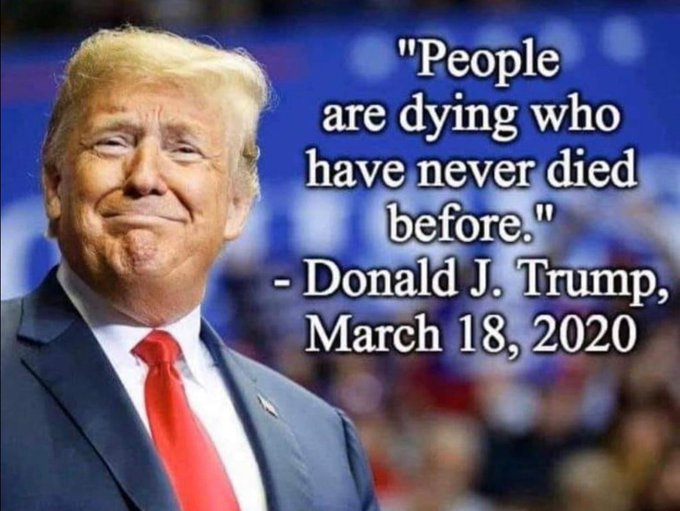 "People
are dying who
have never died
before."
- Donald J. Trump,
March 18, 2020